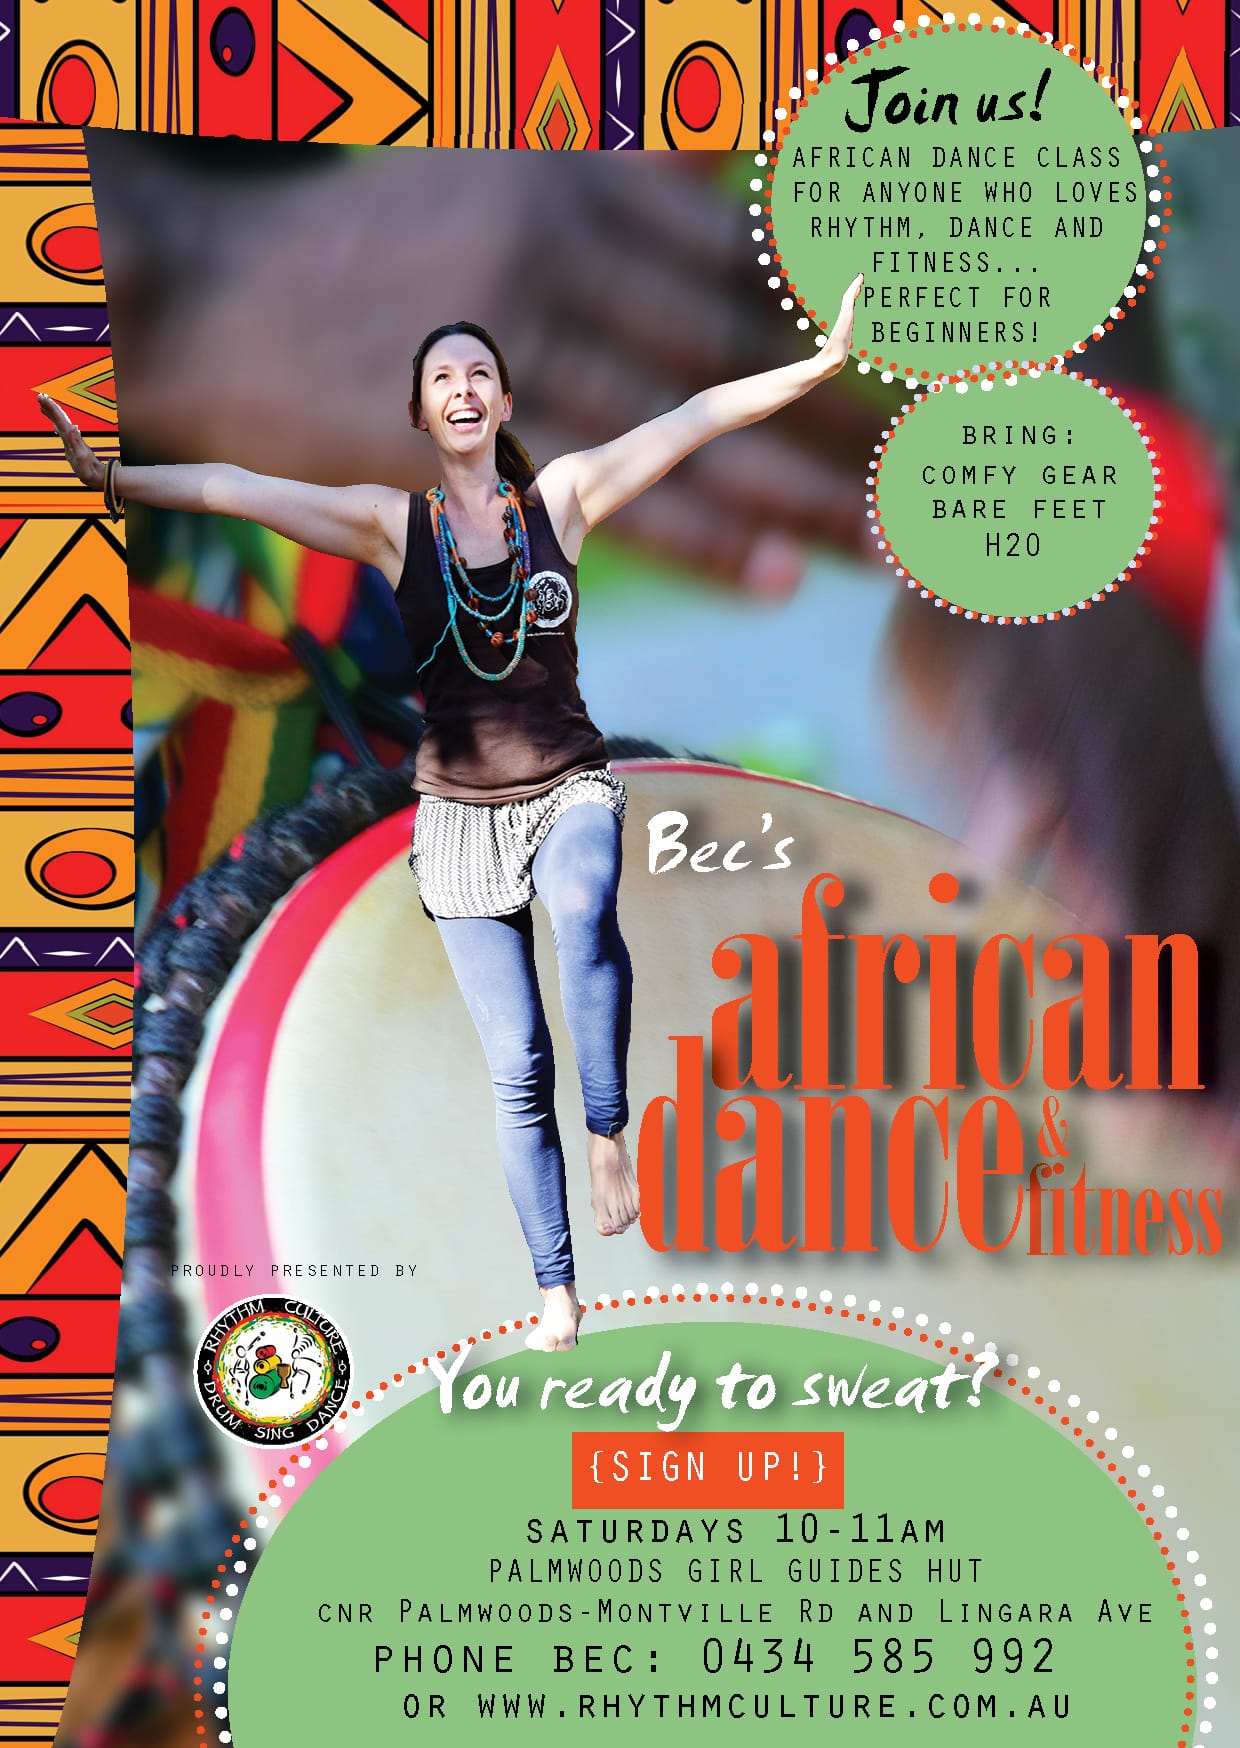 Join us!
AFRICAN DANCE CLASS
FOR ANYONE WHO LOVES
RHYTHM, DANCE AND
FITNESS...
PERFECT FOR
BEGINNERS!
BRING:
COMFY GEAR
BARE FEET
H2O
Bec's
african
dance
&
fitness
PROUDLY PRESENTED BY
RHYTHM CULTURE
DRUM SING DANCE
You ready to sweat?
{SIGN UP!}
SATURDAYS 10-11AM
PALMWOODS GIRL GUIDES HUT
CNR PALMWOODS-MONTVILLE RD AND LINGARA AVE
PHONE BEC: 0434 585 992
OR WWW.RHYTHMCULTURE.COM.AU